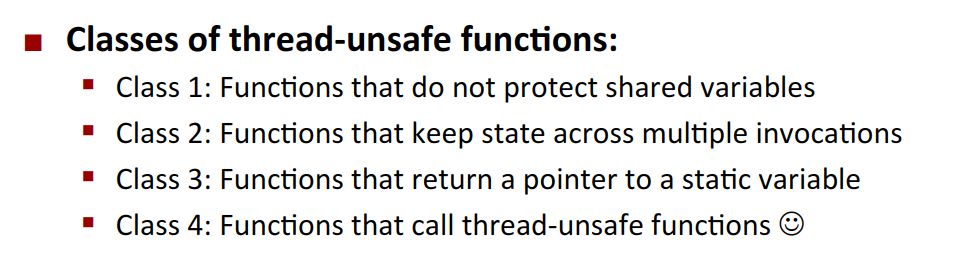 Classes of thread-unsafe functions:
Class 1: Functions that do not protect shared variables
Class 2: Functions that keep state across multiple invocations
Class 3: Functions that return a pointer to a static variable
Class 4: Functions that call thread-unsafe functions ☺